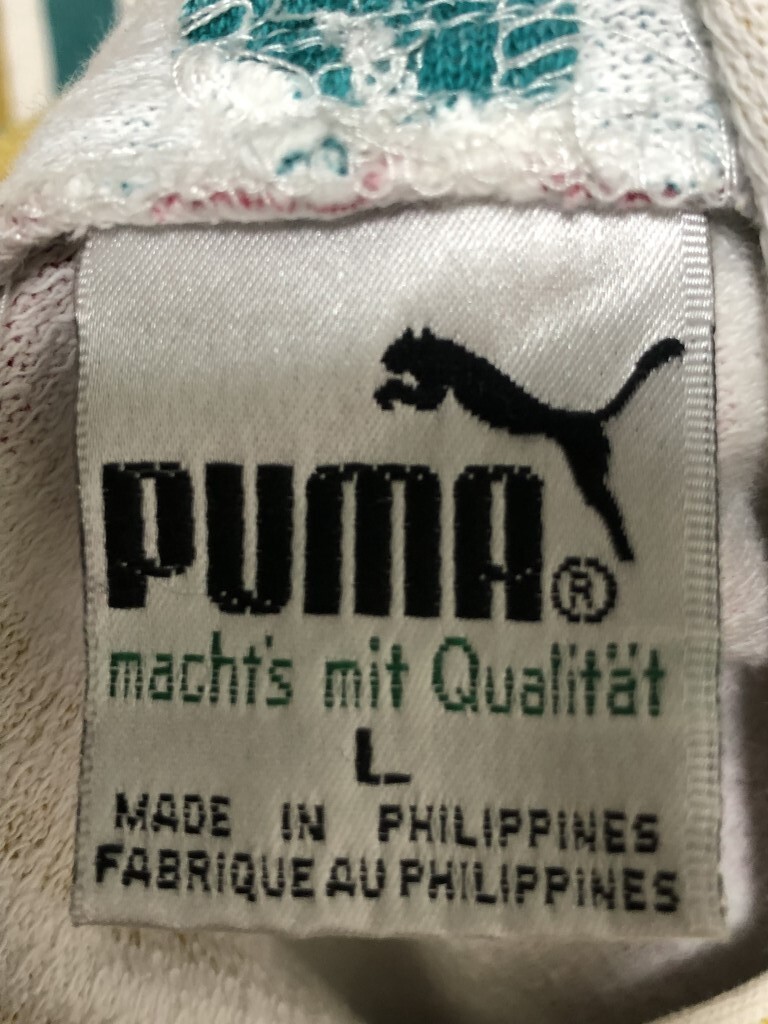 PUMA®
macht's mit Qualität
L
MADE IN PHILIPPINES
FABRIQUE AU PHILIPPINES